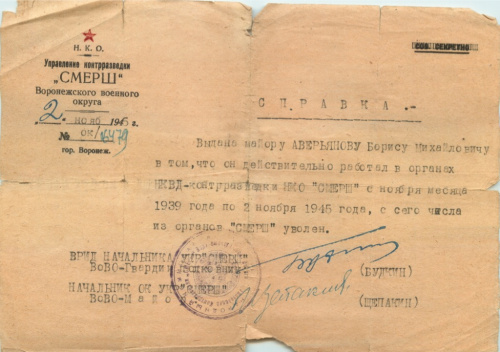 Н. К. О.
Управление контрразведки
„СМЕРШ"
Воронежского военного
округа
2. нояб 1945 г.
№ ОК/6479
гор. Воронеж.
СОВ. СЕКРЕТНО
С П Р А В К А .-
Выдана майору АВЕРЬЯНОВУ Борису Михайловичу
в том, что он действительно работал в органах
НКВД-контрразведки НКО "СМЕРШ" с ноября месяца
1939 года по 2 ноября 1945 года, с сего числа
из органов "СМЕРШ" уволен.
ВРИД НАЧАЛЬНИКА УКР "СМЕРШ"
ВоВО-Гвардии
(БУДКИН)
НАЧАЛЬНИК ОК УКР "СМЕРШ"
ВоВО-Майор
(ЩЕПАКИН)